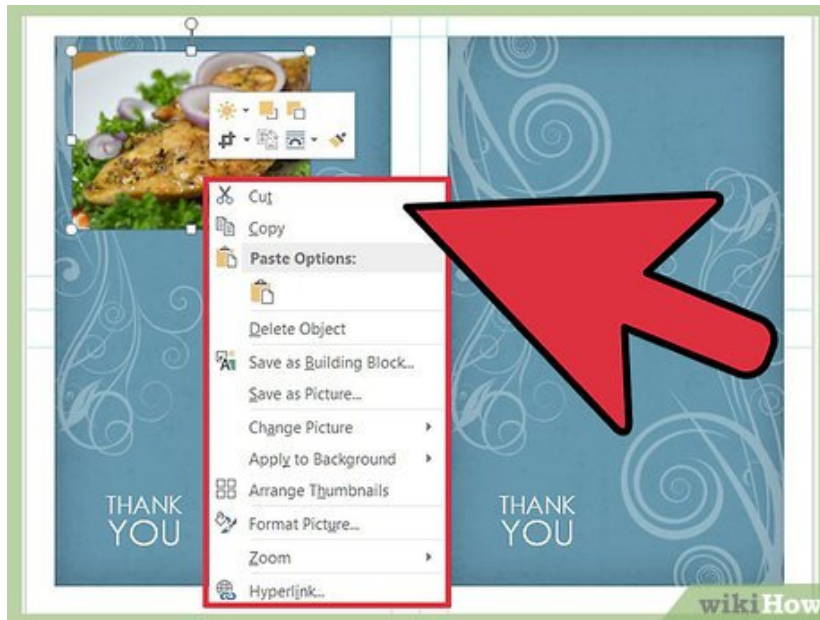 Cut
Copy
Paste Options:
Delete Object
Save as Building Block...
Save as Picture...
Change Picture
Apply to Background
Arrange Thumbnails
Format Picture...
Zoom
Hyperlink...
THANK
YOU
THANK
YOU
wikiHow